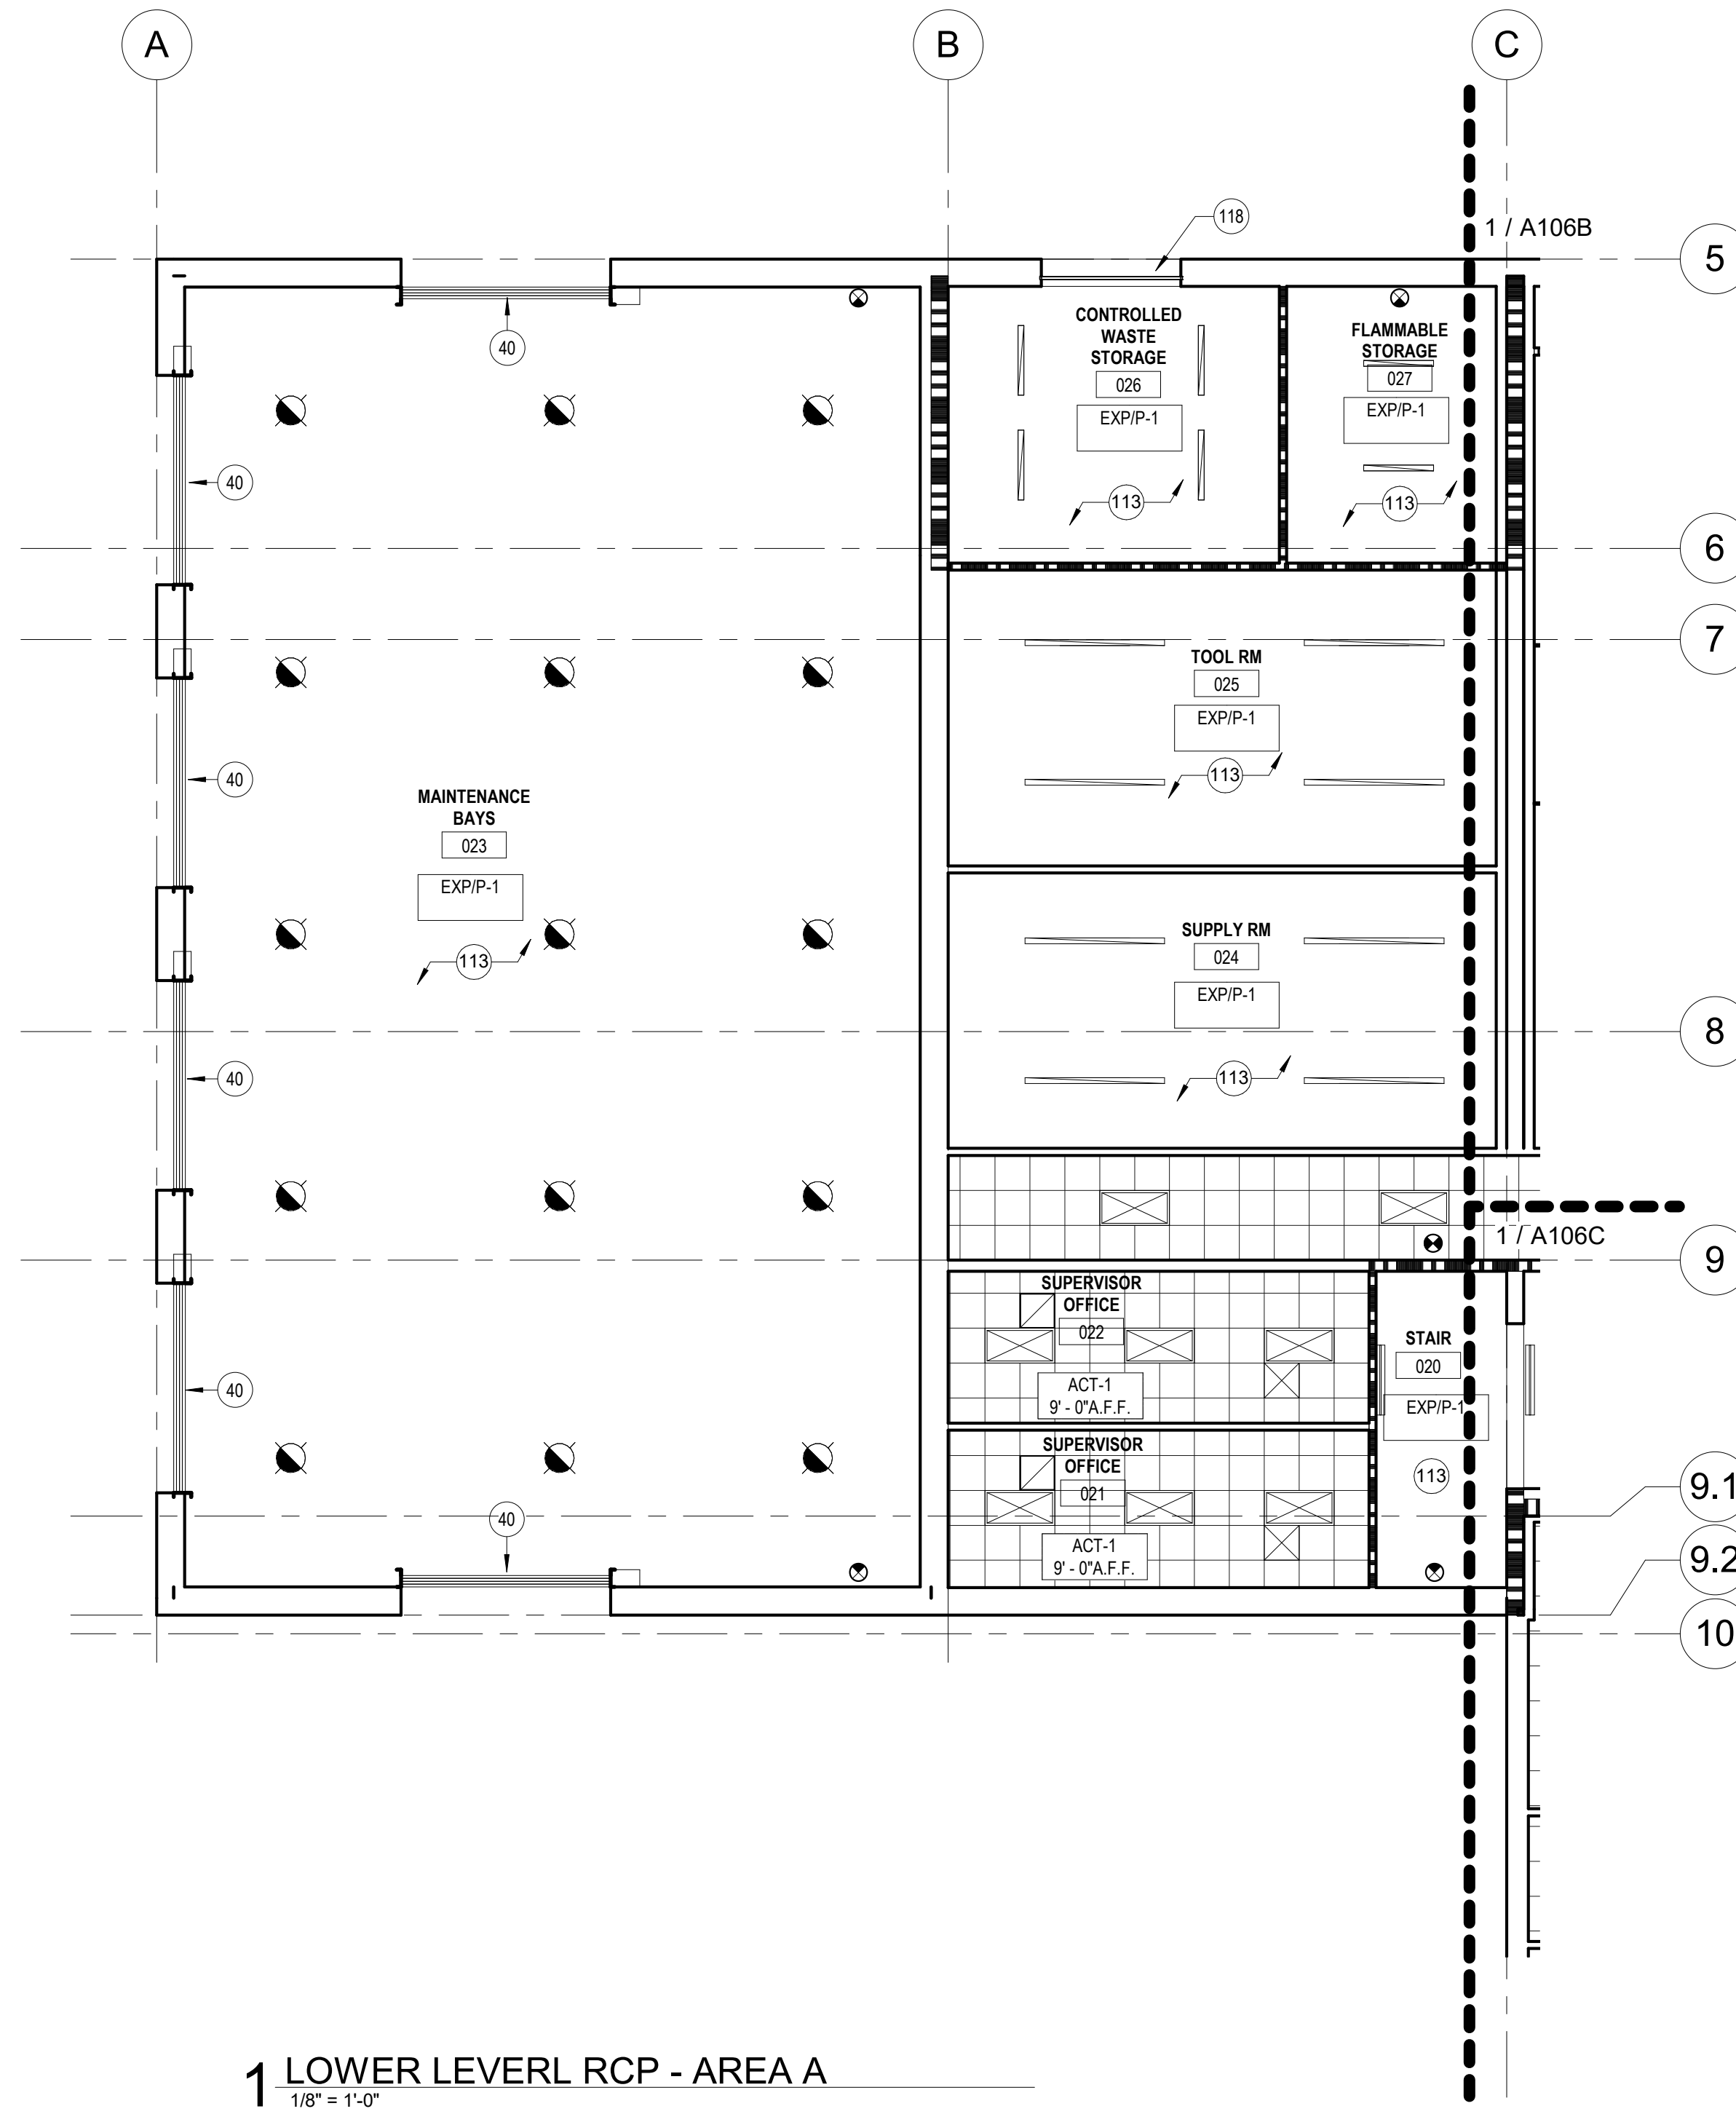 A
B
C
118
1 / A106B
5
40
CONTROLLED
WASTE
STORAGE
026
EXP/P-1
113
FLAMMABLE
STORAGE
027
EXP/P-1
113
40
6
7
TOOL RM
025
EXP/P-1
113
40
MAINTENANCE
BAYS
023
EXP/P-1
113
SUPPLY RM
024
EXP/P-1
113
8
40
1 / A106C
9
SUPERVISOR
OFFICE
022
ACT-1
9' - 0"A.F.F.
STAIR
020
EXP/P-1
113
40
SUPERVISOR
OFFICE
021
ACT-1
9' - 0"A.F.F.
40
9.1
9.2
10
1
LOWER LEVERL RCP - AREA A
1/8" = 1'-0"